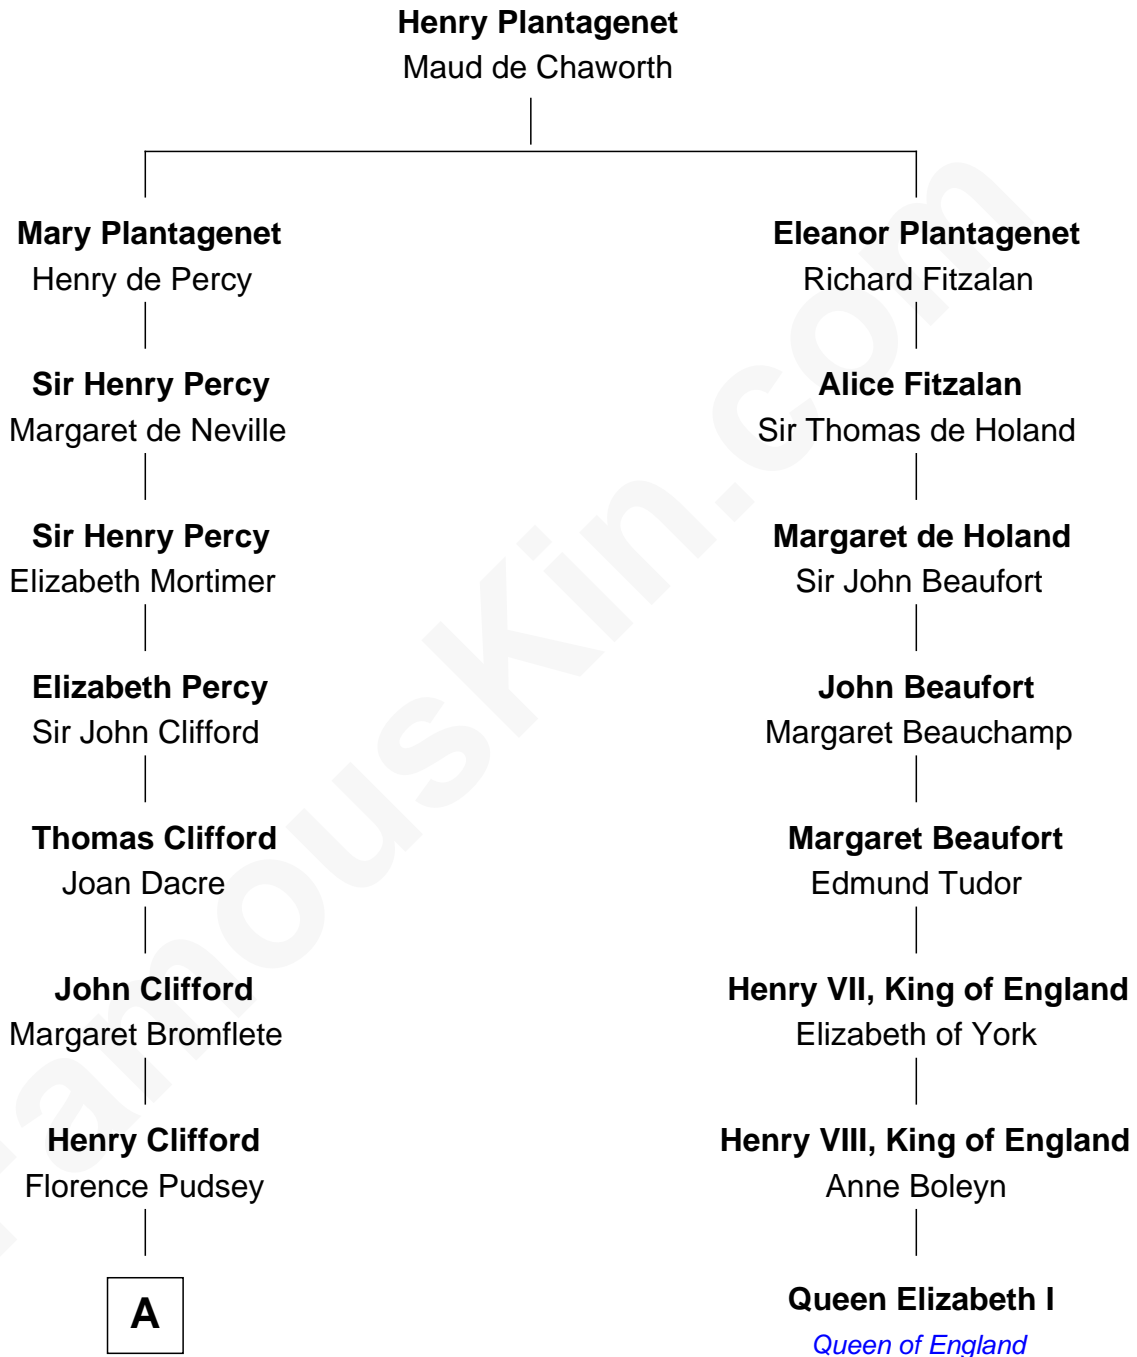 Henry Plantagenet
Maud de Chaworth
Mary Plantagenet
Henry de Percy
Eleanor Plantagenet
Richard Fitzalan
Sir Henry Percy
Margaret de Neville
Alice Fitzalan
Sir Thomas de Holand
Sir Henry Percy
Elizabeth Mortimer
Margaret de Holand
Sir John Beaufort
Elizabeth Percy
Sir John Clifford
John Beaufort
Margaret Beauchamp
Thomas Clifford
Joan Dacre
Margaret Beaufort
Edmund Tudor
John Clifford
Margaret Bromflete
Henry VII, King of England
Elizabeth of York
Henry Clifford
Florence Pudsey
Henry VIII, King of England
Anne Boleyn
A
Queen Elizabeth I
Queen of England
FamousKin.com